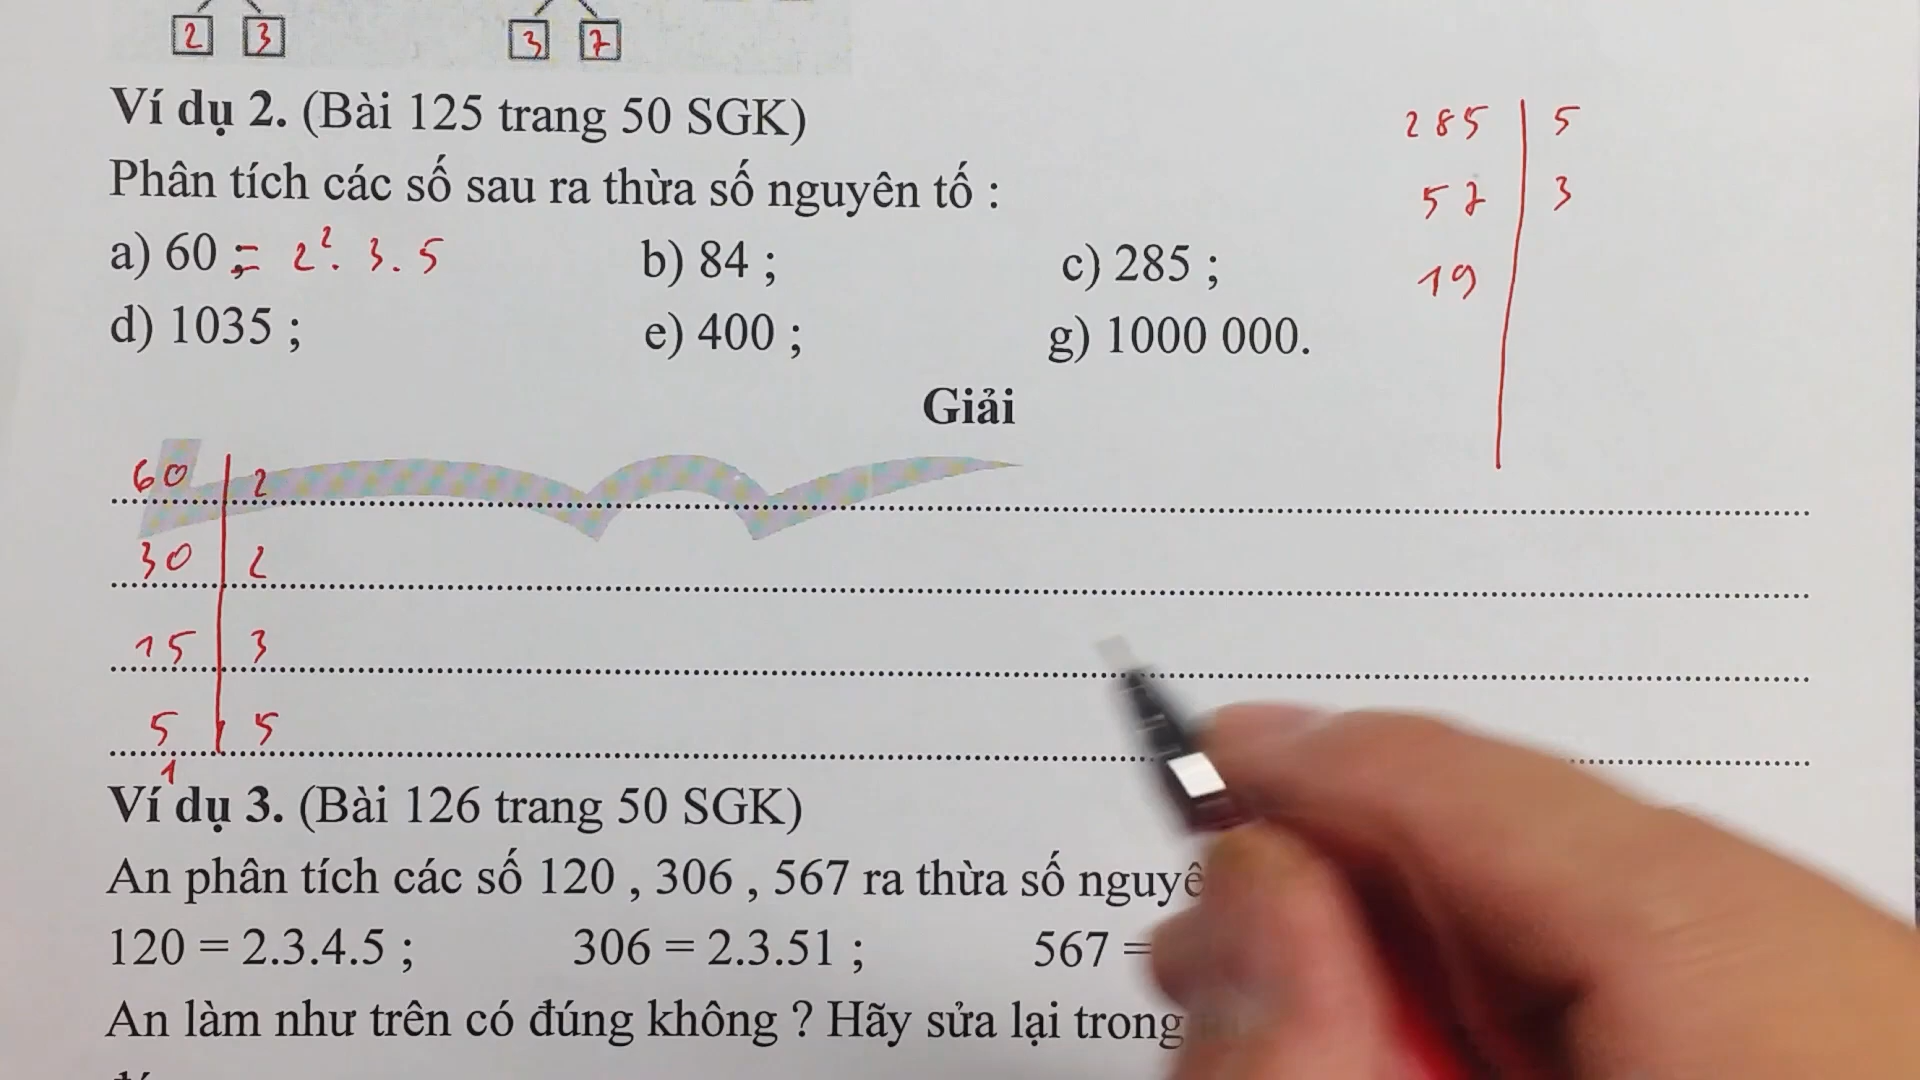 2 3 3 7
Ví dụ 2. (Bài 125 trang 50 SGK)
Phân tích các số sau ra thừa số nguyên tố :
a) 60 ; = 2². 3. 5 b) 84 ; c) 285 ;
d) 1035 ; e) 400 ; g) 1000 000.
285 5
57 3
19
Giải
60 2
30 2
15 3
5 5
1
Ví dụ 3. (Bài 126 trang 50 SGK)
An phân tích các số 120 , 306 , 567 ra thừa số
120 = 2.3.4.5 ; 306 = 2.3.51 ; 567 =
An làm như trên có đúng không ? Hãy sửa lại trong